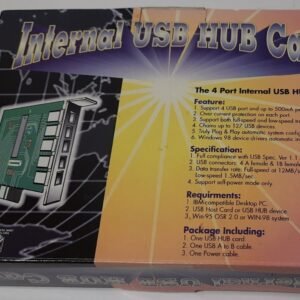 Internal USB HUB Ca
The 4 Port Internel USB H
Feature:
1. Support 4 USB port and up to 500mA p
2. Over current protection on each port.
3. Support both full-speed and low-speed
4. Chains up to 127 USB devices
5. Truly Plug & Play automatic system config
6. Windows 98 device driver
Specification:
1. Full compliance with USB Spec. Ver 1.1
2. USB connectors. 4 A female & 1B
3. Data transfer rate. Full-speed at 12MB/
Low-speed 1.5MB/sec.
4. Support self-power mode only.
Requirments:
1. IBM-compatible Desktop PC.
2. USB Host Card or USB HUB device
3. Win-95 OSR 2.0 or WIN-98 system
Package Including:
1. One USB HUB card
2. One USB A to B cable.
3. One Power cable.